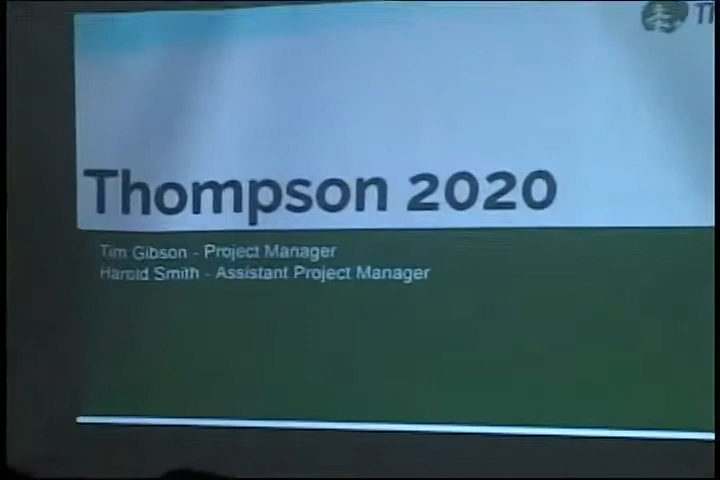 Thompson 2020
Tim Gibson - Project Manager
Harold Smith - Assistant Project Manager